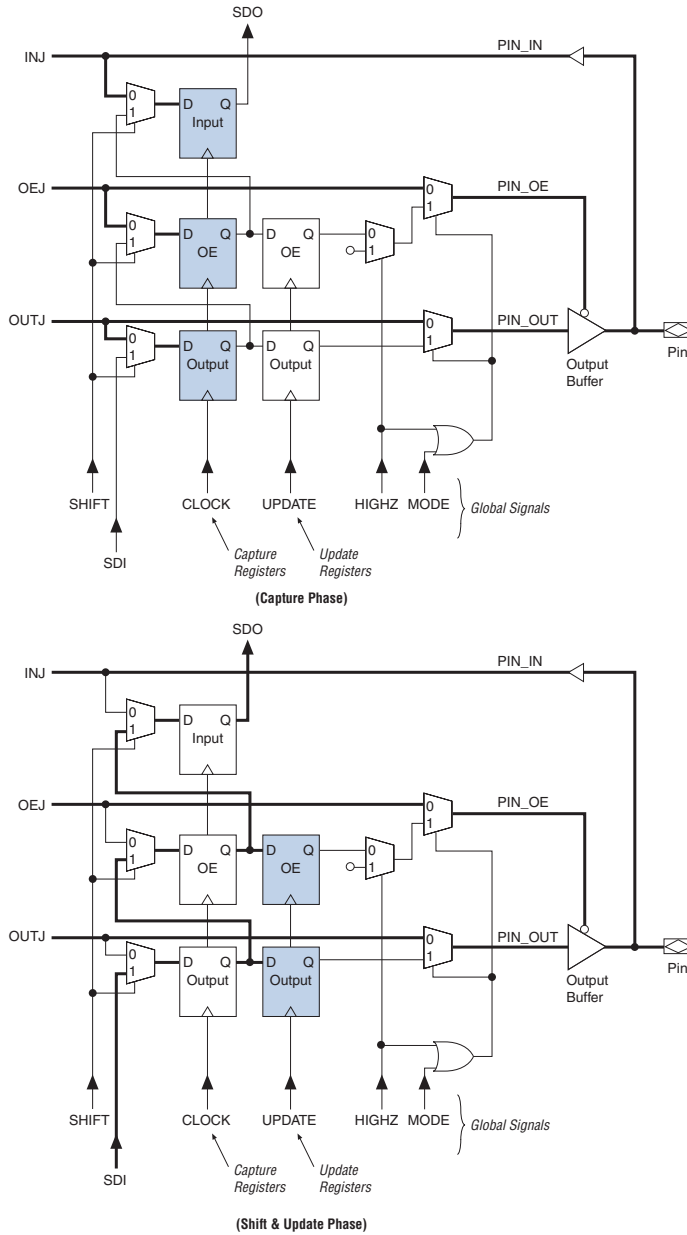 SDO
INJ
PIN_IN
0
1
D Q
Input
OEJ
0
1
PIN_OE
0
1
D Q
OE
D Q
OE
0
1
OUTJ
0
1
PIN_OUT
0
1
D Q
Output
D Q
Output
Pin
Output
Buffer
SHIFT
CLOCK
UPDATE
HIGHZ
MODE
Global Signals
SDI
Capture
Registers
Update
Registers
(Capture Phase)
SDO
INJ
PIN_IN
0
1
D Q
Input
OEJ
0
1
PIN_OE
0
1
D Q
OE
D Q
OE
0
1
OUTJ
0
1
PIN_OUT
0
1
D Q
Output
D Q
Output
Pin
Output
Buffer
SHIFT
CLOCK
UPDATE
HIGHZ
MODE
Global Signals
SDI
Capture
Registers
Update
Registers
(Shift & Update Phase)